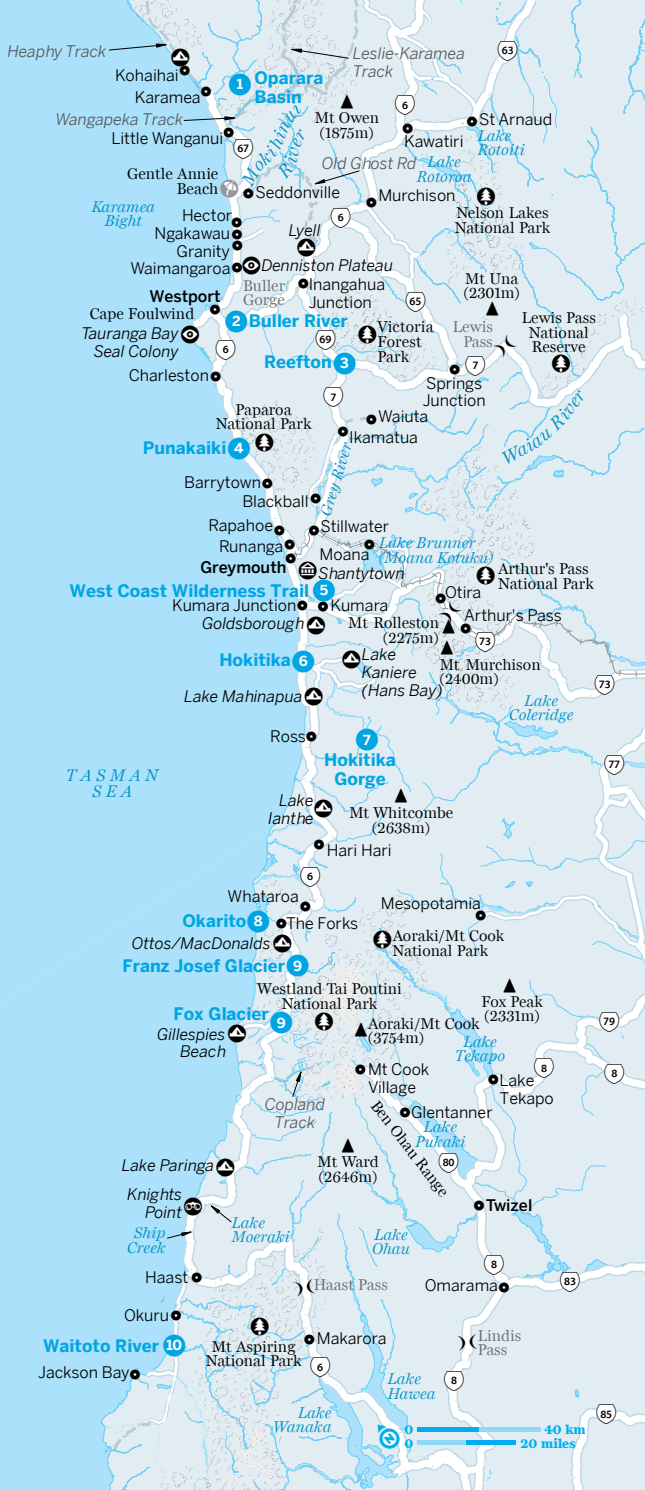 Heaphy Track
Leslie-Karamea
Track
63
Kohaihai
1 Oparara
Basin
Karamea
Mt Owen
(1875m)
6
St Arnaud
Wangapeka Track
Kawatiri
Lake
Rotoiti
Little Wanganui
67
Mokihinui
River
Old Ghost Rd
Lake
Rotoroa
Gentle Annie
Beach
Seddonville
Murchison
Nelson Lakes
National Park
Karamea
Bight
Hector
6
Ngakawau
Lyell
Granity
Waimangaroa
Denniston Plateau
Mt Una
(2301m)
Buller
Gorge
Inangahua
Junction
65
Westport
Cape Foulwind
2 Buller River
Victoria
Forest
Park
Lewis
Pass
Lewis Pass
National
Reserve
Tauranga Bay
Seal Colony
6
69
Reefton 3
7
Charleston
Springs
Junction
7
Paparoa
National Park
Waiuta
Ikamatua
Waiau River
Punakaiki 4
Grey River
Barrytown
Blackball
Rapahoe
Stillwater
Runanga
Moana
Lake Brunner
(Moana Kotuku)
Greymouth
Shantytown
Arthur's Pass
National Park
West Coast Wilderness Trail 5
Otira
Kumara Junction
Kumara
Arthur's Pass
Goldsborough
Mt Rolleston
(2275m)
73
Hokitika 6
Lake
Kaniere
(Hans Bay)
Mt Murchison
(2400m)
73
Lake Mahinapua
Lake
Coleridge
Ross
7
Hokitika
Gorge
77
TASMAN
SEA
Lake
Ianthe
Mt Whitcombe
(2638m)
Hari Hari
6
Whataroa
Mesopotamia
Okarito 8
The Forks
Ottos/MacDonalds
Aoraki/Mt Cook
National Park
Franz Josef Glacier 9
Westland Tai Poutini
National Park
Fox Peak
(2331m)
Fox Glacier
9
Aoraki/Mt Cook
(3754m)
79
Gillespies
Beach
Lake
Tekapo
8
8
Mt Cook
Village
Lake
Tekapo
Copland
Track
Ben Ohau Range
Glentanner
Lake
Pukaki
Mt Ward
(2646m)
80
Lake Paringa
Knights
Point
Twizel
Lake
Moeraki
Ship
Creek
Lake
Ohau
8
Haast
83
Haast Pass
Omarama
Okuru
Waitoto River 10
Mt Aspiring
National Park
Makarora
Lindis
Pass
Jackson Bay
6
8
Lake
Hawea
Lake
Wanaka
85
N
0 40 km
0 20 miles